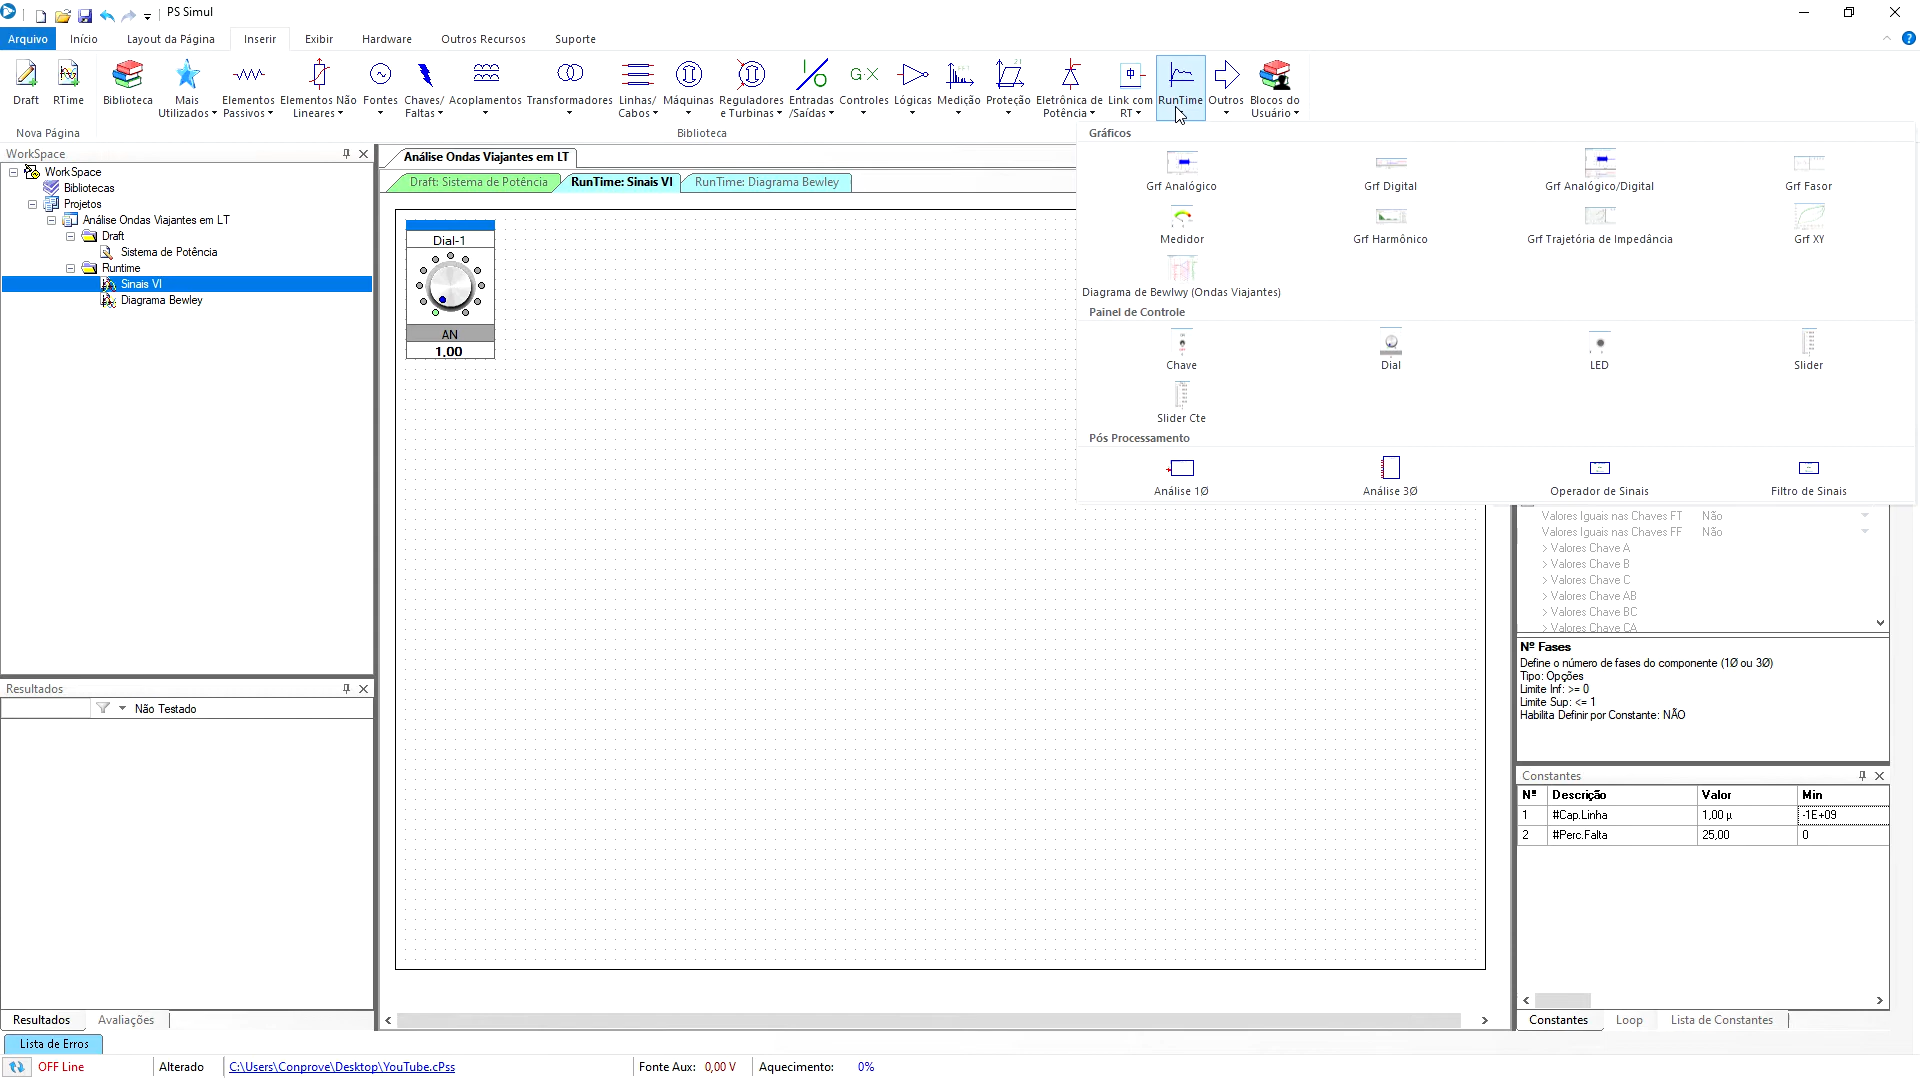 PS Simul
Arquivo Início Layout da Página Inserir Exibir Hardware Outros Recursos Suporte
Draft RTime Biblioteca Mais Utilizados Elementos Passivos Elementos Não Lineares Fontes Chaves/ Faltas Acoplamentos Transformadores Linhas/ Cabos Máquinas Reguladores e Turbinas Entradas /Saídas Controles Lógicas Medição Proteção Eletrônica de Potência Link com RT RunTime Outros Blocos do Usuário
Nova Página Biblioteca
Gráficos
Grf Analógico Grf Digital Grf Analógico/Digital Grf Fasor
Medidor Grf Harmônico Grf Trajetória de Impedância Grf XY
Diagrama de Bewlwy (Ondas Viajantes)
Painel de Controle
Chave Dial LED Slider
Slider Cte
Pós Processamento
Análise 1Ø Análise 3Ø Operador de Sinais Filtro de Sinais
WorkSpace
WorkSpace
Bibliotecas
Projetos
Análise Ondas Viajantes em LT
Draft
Sistema de Potência
Runtime
Sinais VI
Diagrama Bewley
Análise Ondas Viajantes em LT
Draft: Sistema de Potência RunTime: Sinais VI RunTime: Diagrama Bewley
Dial-1
AN
1,00
Valores Iguais nas Chaves FT Não
Valores Iguais nas Chaves FF Não
> Valores Chave A
> Valores Chave B
> Valores Chave C
> Valores Chave AB
> Valores Chave BC
> Valores Chave CA
Nº Fases
Define o número de fases do componente (1Ø ou 3Ø)
Tipo: Opções
Limite Inf: >= 0
Limite Sup: <= 1
Habilita Definir por Constante: NÃO
Constantes
Nº Descrição Valor Min
1 #Cap.Linha 1,00 µ -1E+09
2 #Perc.Falta 25,00 0
Constantes Loop Lista de Constantes
Resultados
Não Testado
Resultados Avaliações
Lista de Erros
OFF Line Alterado C:\Users\Conprove\Desktop\YouTube.cPss Fonte Aux: 0,00 V Aquecimento: 0%